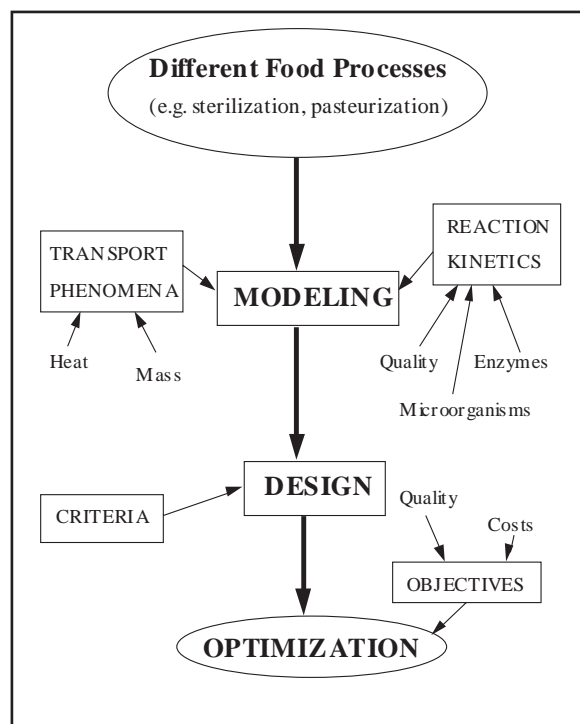 Different Food Processes
(e.g. sterilization, pasteurization)
TRANSPORT
PHENOMENA
REACTION
KINETICS
MODELING
Heat
Mass
Quality
Enzymes
Microorganisms
DESIGN
CRITERIA
Quality
Costs
OBJECTIVES
OPTIMIZATION